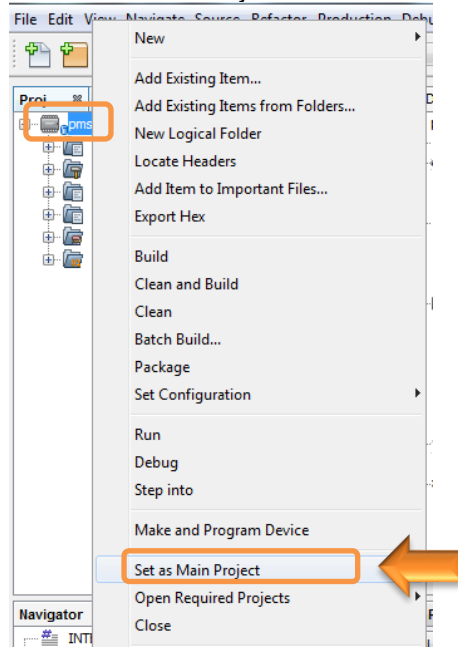 File Edit View Navigate Source Refactor Production Debu
Proj
pms
New
Add Existing Item...
Add Existing Items from Folders...
New Logical Folder
Locate Headers
Add Item to Important Files...
Export Hex
Build
Clean and Build
Clean
Batch Build...
Package
Set Configuration
Run
Debug
Step into
Make and Program Device
Set as Main Project
Open Required Projects
Close
Navigator
INTI